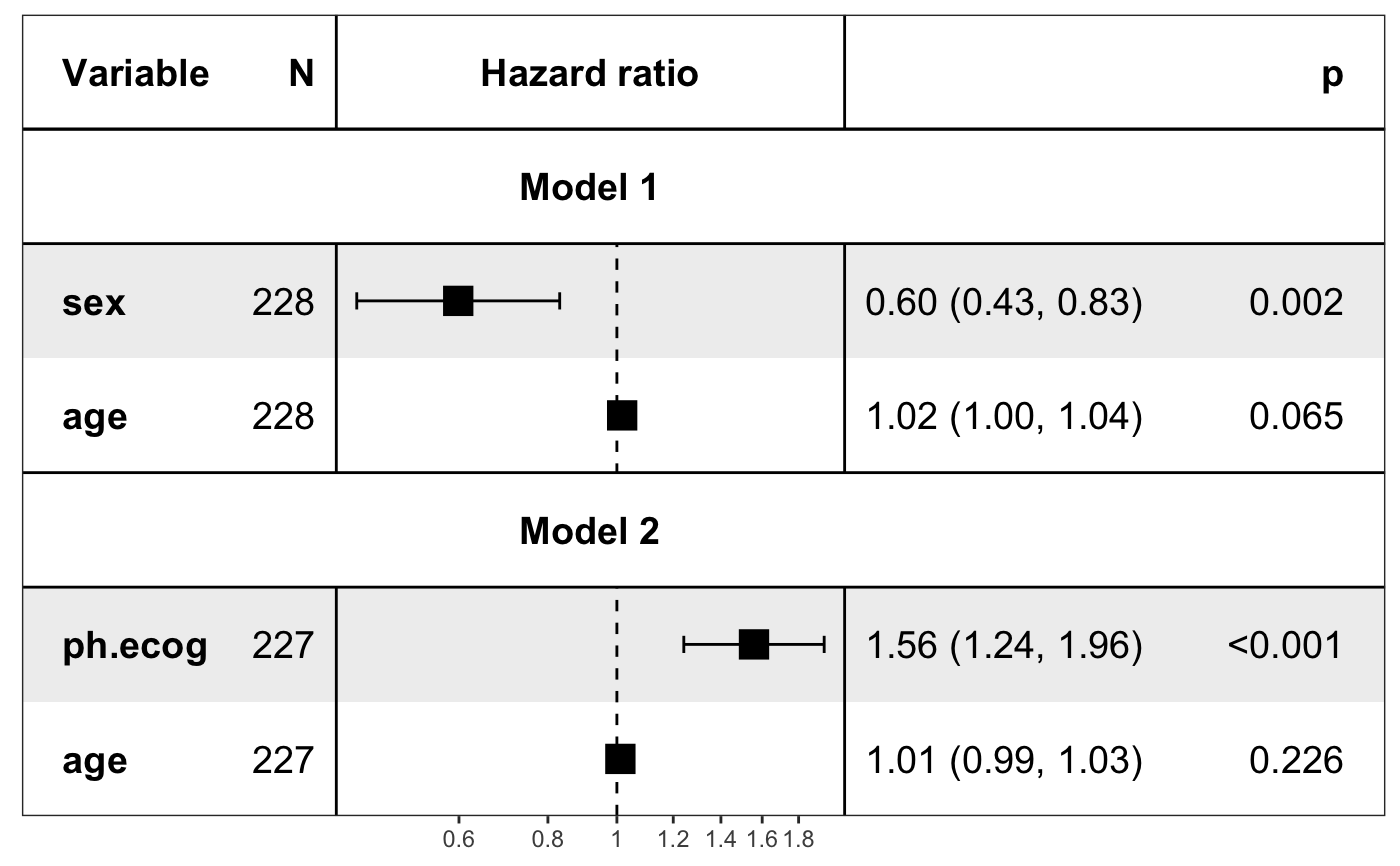 Variable N Hazard ratio p
Model 1
sex 228 0.60 (0.43, 0.83) 0.002
age 228 1.02 (1.00, 1.04) 0.065
Model 2
ph.ecog 227 1.56 (1.24, 1.96) <0.001
age 227 1.01 (0.99, 1.03) 0.226
0.6 0.8 1 1.2 1.4 1.6 1.8